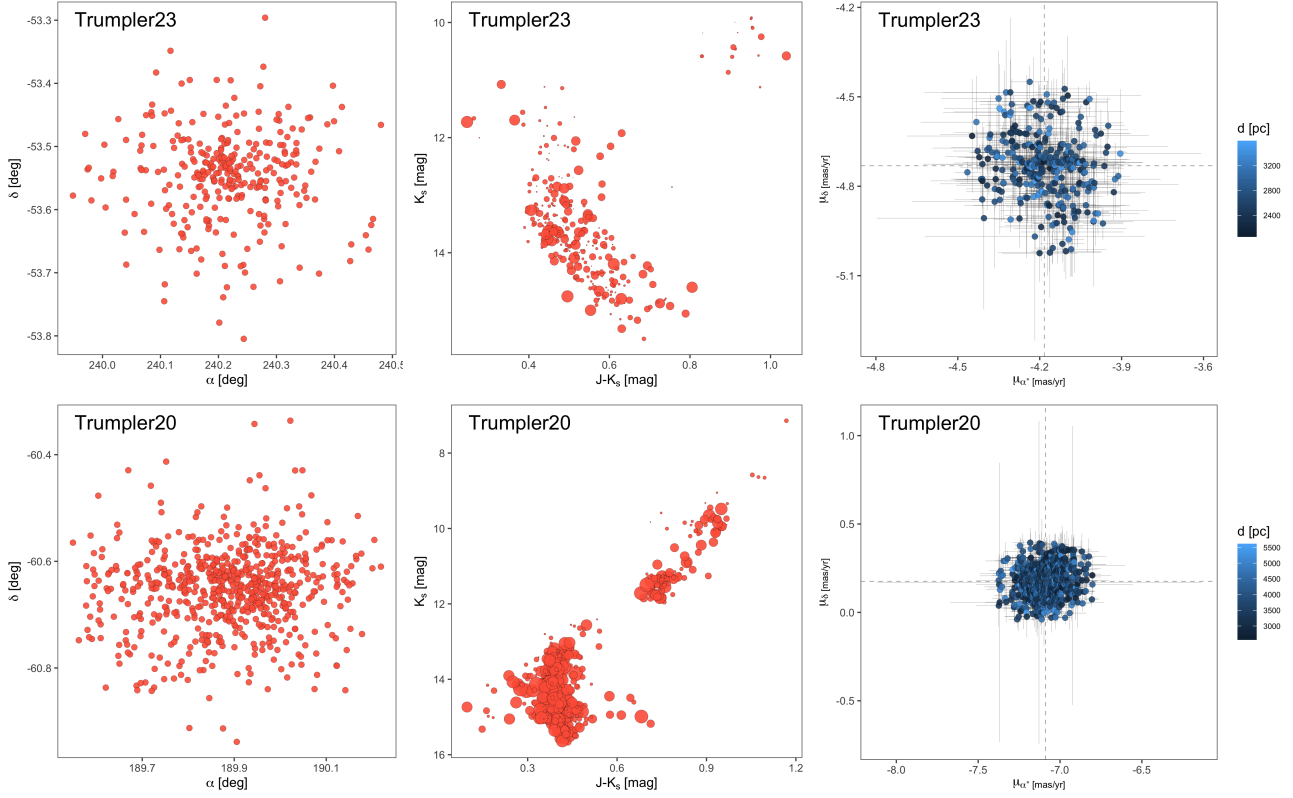 Trumpler23
-53.3
-53.4
-53.5
-53.6
-53.7
-53.8
δ [deg]
240.0
240.1
240.2
240.3
240.4
α [deg]
Trumpler23
10
12
14
Ks [mag]
0.4
0.6
0.8
1.0
J-Ks [mag]
Trumpler23
-4.2
-4.5
-4.8
-5.1
μδ [mas/yr]
-4.8
-4.5
-4.2
-3.9
-3.6
μα* [mas/yr]
d [pc]
3200
2800
2400
Trumpler20
-60.4
-60.6
-60.8
δ [deg]
189.7
189.9
190.1
α [deg]
Trumpler20
8
10
12
14
16
Ks [mag]
0.3
0.6
0.9
1.2
J-Ks [mag]
Trumpler20
1.0
0.5
0.0
-0.5
μδ [mas/yr]
-8.0
-7.5
-7.0
-6.5
μα* [mas/yr]
d [pc]
5500
5000
4500
4000
3500
3000